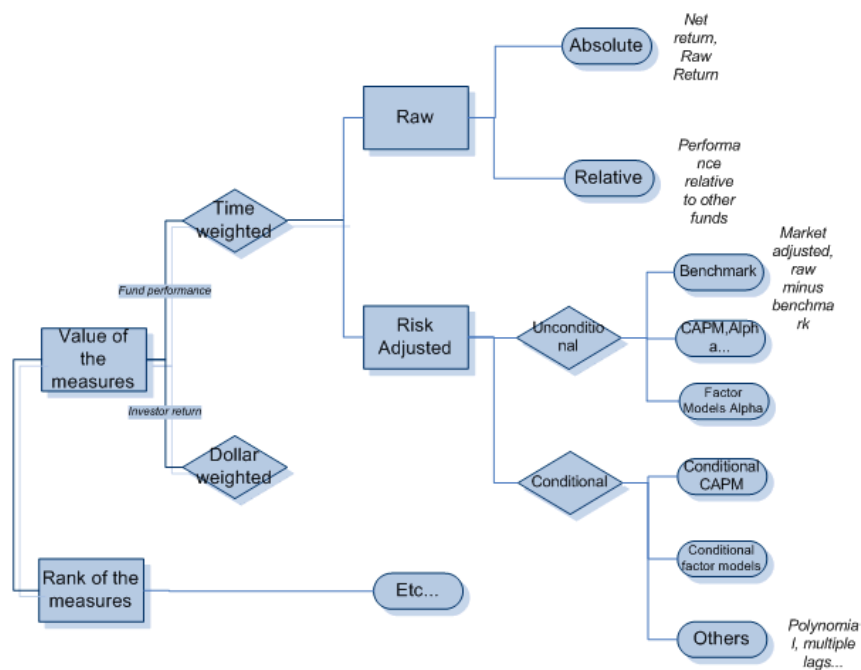 Absolute
Net
return,
Raw
Return
Raw
Relative
Performa
nce
relative
to other
funds
Time
weighted
Fund performance
Benchmark
Market
adjusted,
raw
minus
benchma
rk
Value of
the
measures
Risk
Adjusted
Unconditio
nal
CAPM,Alph
a...
Factor
Models Alpha
Investor return
Dollar
weighted
Conditional
Conditional
CAPM
Conditional
factor models
Rank of the
measures
Etc...
Others
Polynomia
l, multiple
lags...